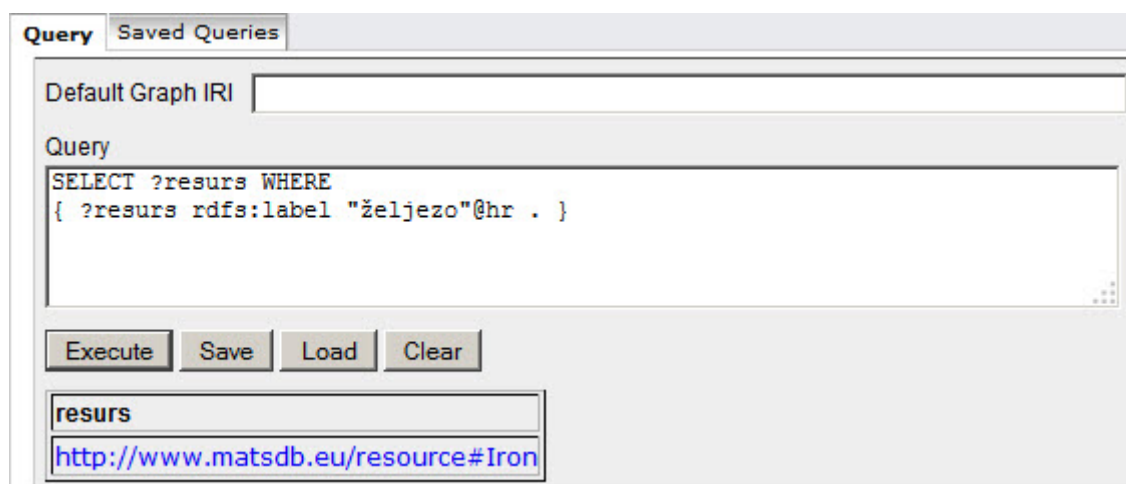 Query Saved Queries
Default Graph IRI
Query
SELECT ?resurs WHERE
{ ?resurs rdfs:label "željezo"@hr . }
Execute Save Load Clear
resurs
http://www.matsdb.eu/resource#Iron